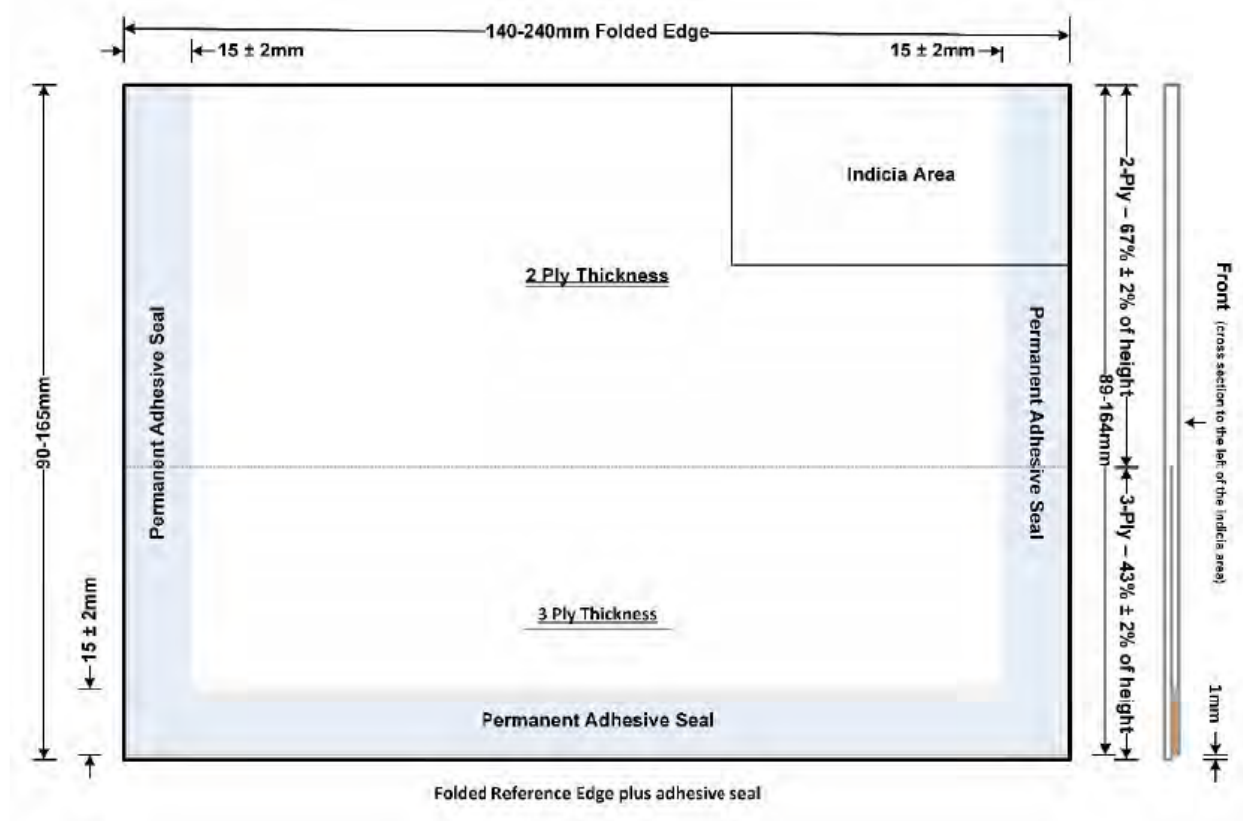 140-240mm Folded Edge
15 ± 2mm
15 ± 2mm
Indicia Area
2 Ply Thickness
Permanent Adhesive Seal
Permanent Adhesive Seal
90-165mm
89-164mm
2-Ply – 67% ± 2% of height
3-Ply – 43% ± 2% of height
Front (cross section to the left of the indicia area)
15 ± 2mm
3 Ply Thickness
1mm
Permanent Adhesive Seal
Folded Reference Edge plus adhesive seal